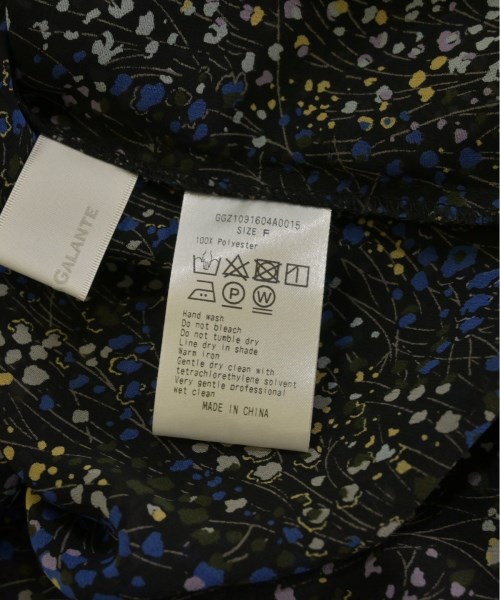 GALANTE
GGZ1091604A0015
SIZE F
100% Polyester
P
W
Hand wash
Do not bleach
Do not tumble dry
Line dry in shade
Warm iron
Gentle dry clean with
tetrachlorethylene solvent
Very gentle professional
wet clean
MADE IN CHINA